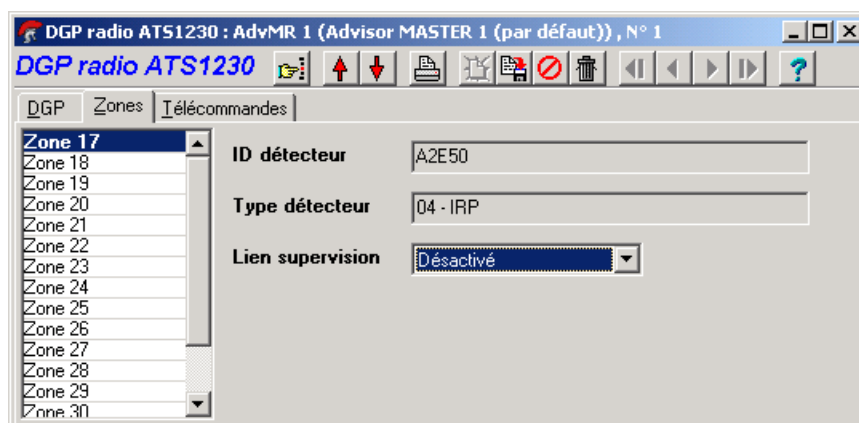 DGP radio ATS1230 : AdvMR 1 (Advisor MASTER 1 (par défaut)) , N° 1
DGP radio ATS1230
DGP Zones Télécommandes
Zone 17
Zone 18
Zone 19
Zone 20
Zone 21
Zone 22
Zone 23
Zone 24
Zone 25
Zone 26
Zone 27
Zone 28
Zone 29
Zone 30
ID détecteur A2E50
Type détecteur 04 - IRP
Lien supervision Désactivé